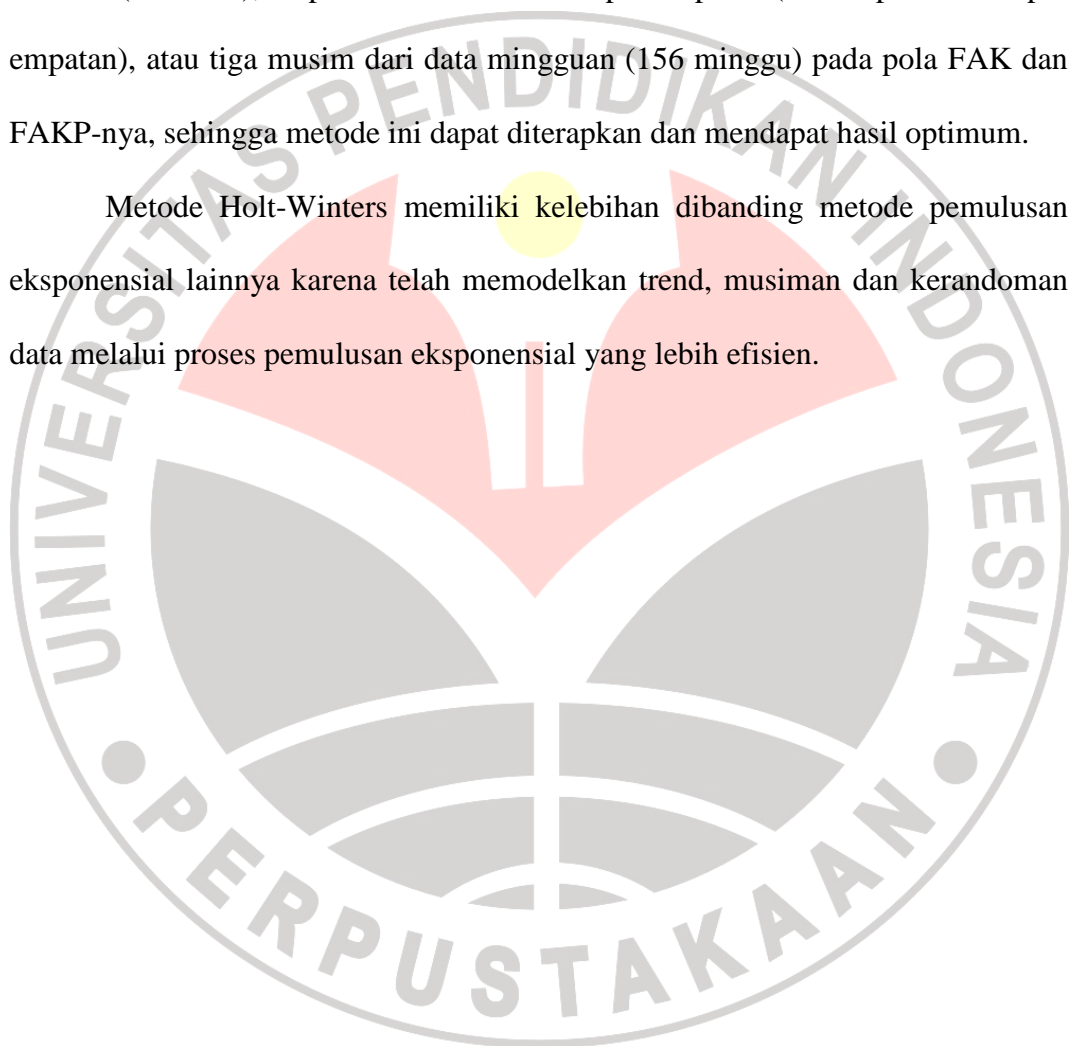 empatan), atau tiga musim dari data mingguan (156 minggu) pada pola FAK dan
FAKP-nya, sehingga metode ini dapat diterapkan dan mendapat hasil optimum.
Metode Holt-Winters memiliki kelebihan dibanding metode pemulusan
eksponensial lainnya karena telah memodelkan trend, musiman dan kerandoman
data melalui proses pemulusan eksponensial yang lebih efisien.
UNIVERSITAS PENDIDIKAN INDONESIA
PERPUSTAKAAN